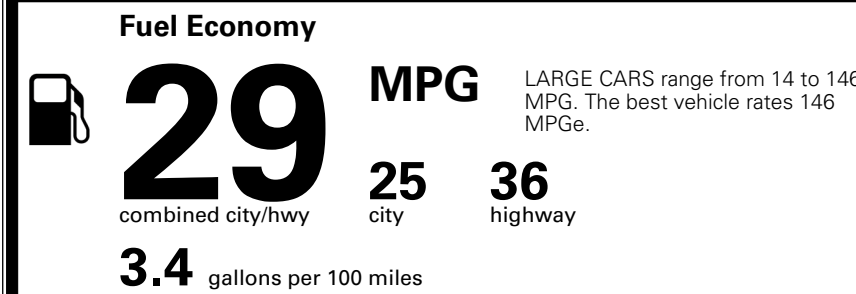 Fuel Economy
29 MPG
LARGE CARS range from 14 to 146
MPG. The best vehicle rates 146
MPGe.
25 36
combined city/hwy city highway
3.4 gallons per 100 miles